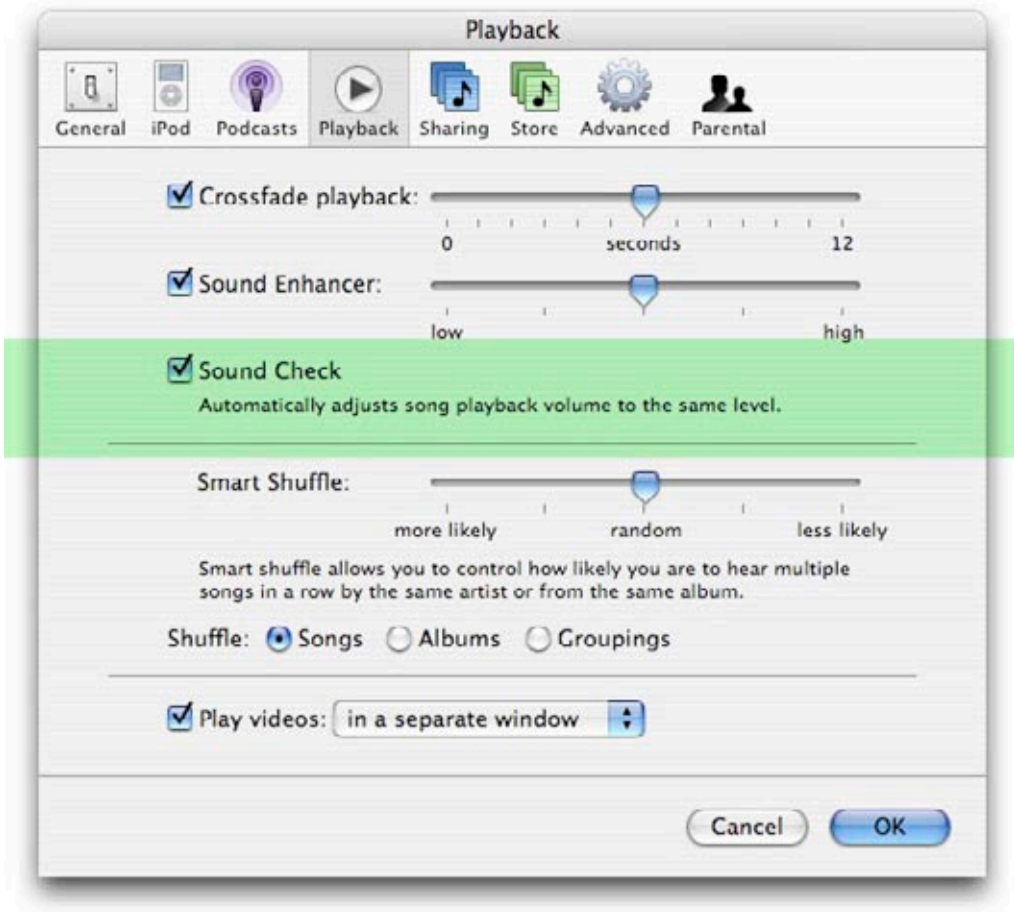 Playback
General iPod Podcasts Playback Sharing Store Advanced Parental
Crossfade playback:
0 seconds 12
Sound Enhancer:
low high
Sound Check
Automatically adjusts song playback volume to the same level.
Smart Shuffle:
more likely random less likely
Smart shuffle allows you to control how likely you are to hear multiple
songs in a row by the same artist or from the same album.
Shuffle: Songs Albums Groupings
Play videos: in a separate window
Cancel OK